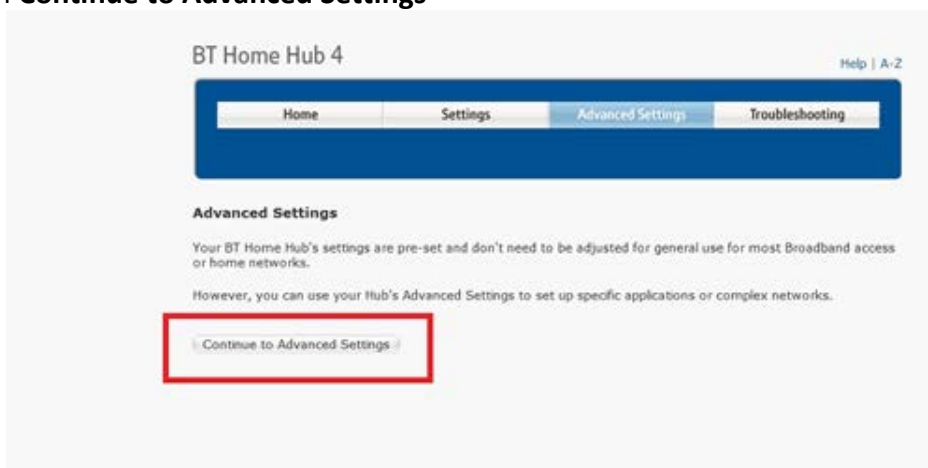 Continue to Advanced Settings
BT Home Hub 4
Help | A-Z
Home Settings Advanced Settings Troubleshooting
Advanced Settings
Your BT Home Hub's settings are pre-set and don't need to be adjusted for general use for most Broadband access
or home networks.
However, you can use your Hub's Advanced Settings to set up specific applications or complex networks.
Continue to Advanced Settings